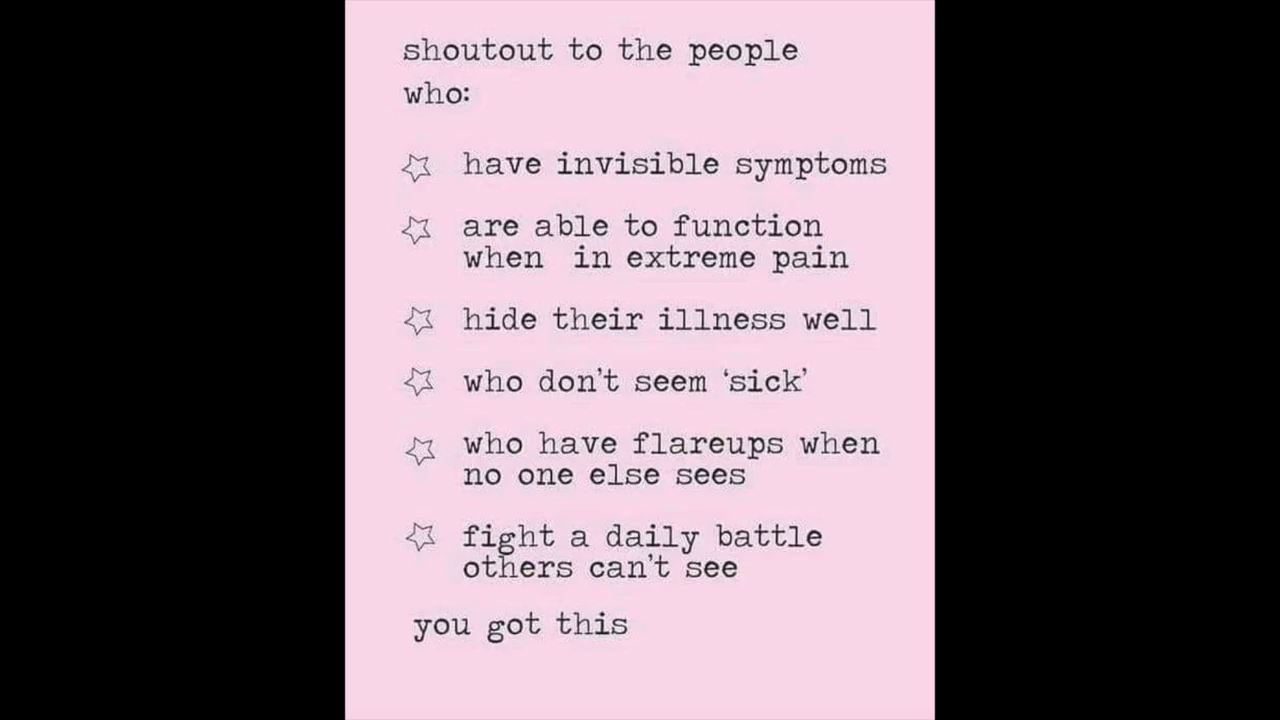 shoutout to the people
who:
have invisible symptoms
are able to function
when in extreme pain
hide their illness well
who don't seem ‘sick’
who have flareups when
no one else sees
fight a daily battle
others can't see
you got this